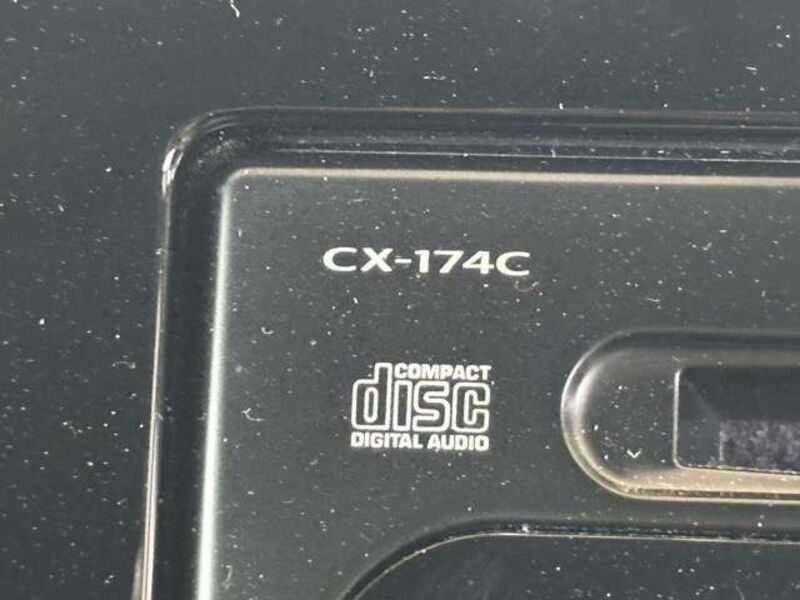 CX-174C
COMPACT
disc
DIGITAL AUDIO